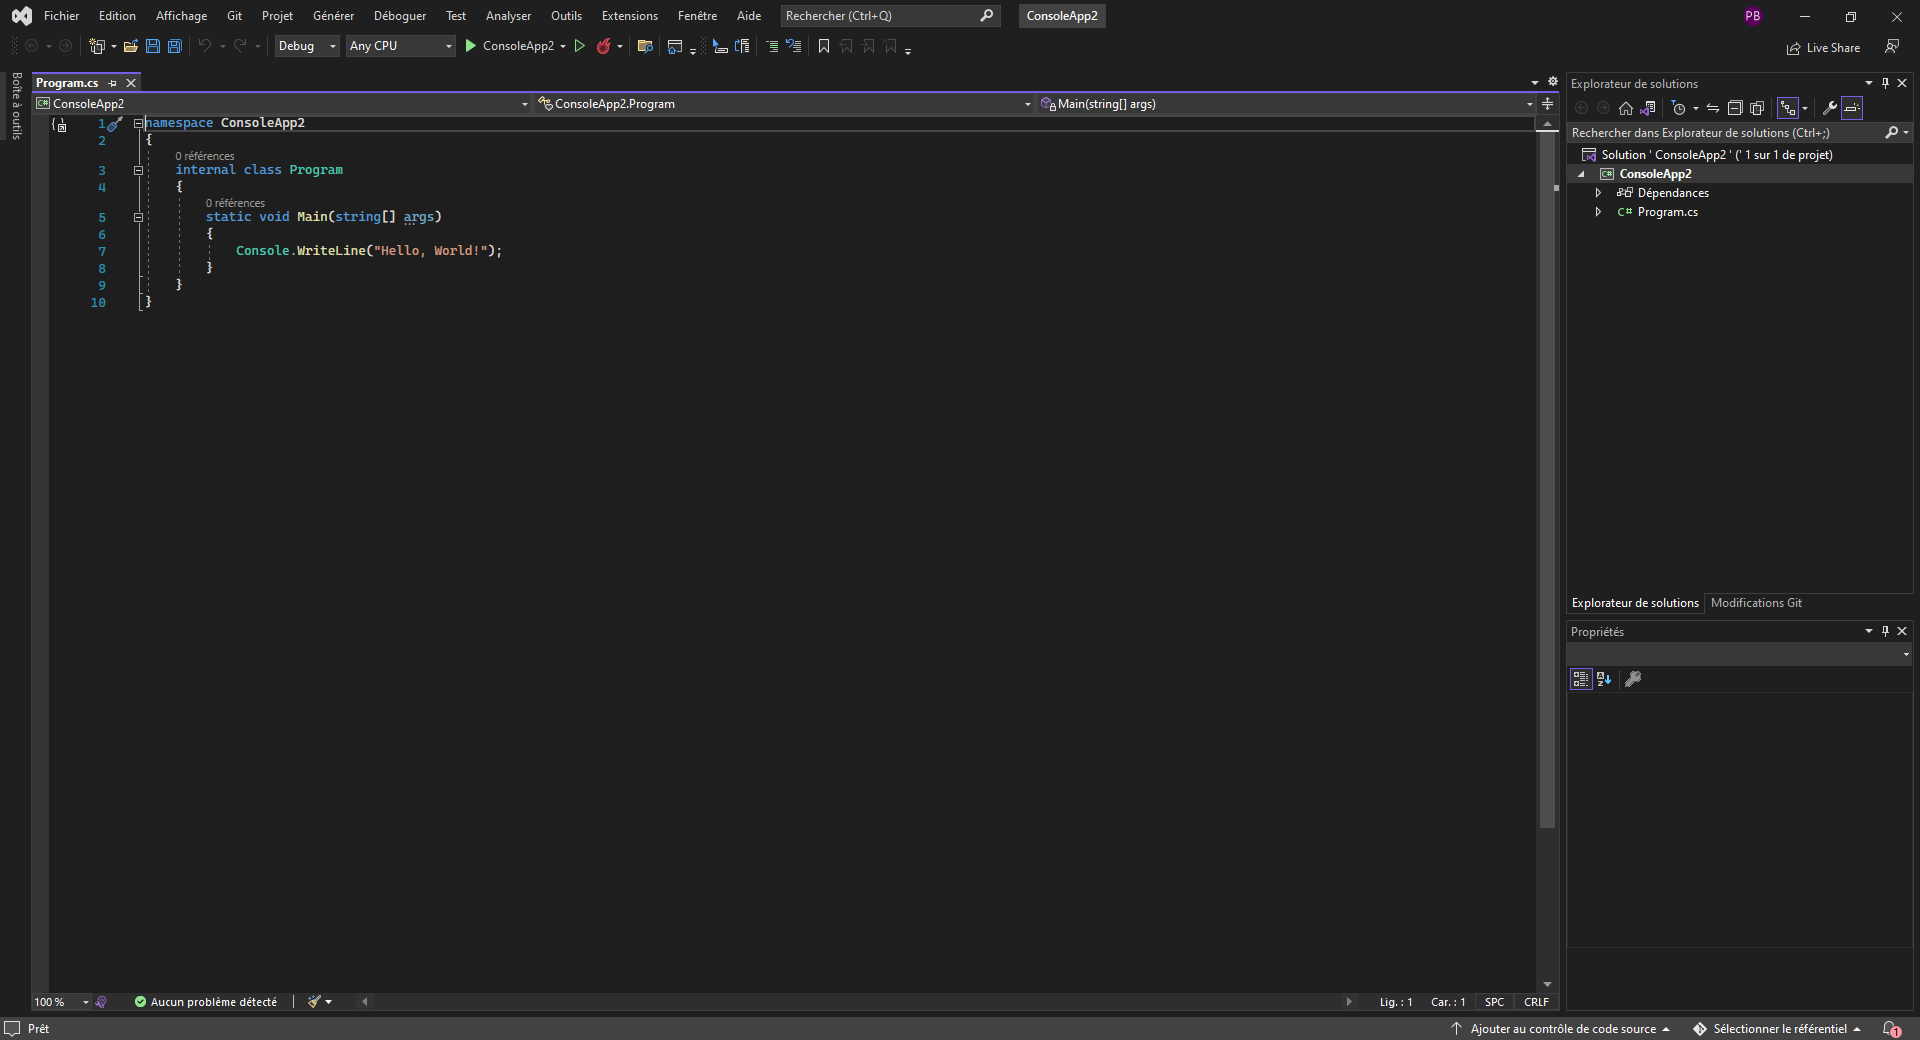 Fichier Edition Affichage Git Projet Générer Déboguer Test Analyser Outils Extensions Fenêtre Aide Rechercher (Ctrl+Q) ConsoleApp2 PB
Debug Any CPU ConsoleApp2 Live Share
Boîte à outils
Program.cs
ConsoleApp2 ConsoleApp2.Program Main(string[] args)
1 namespace ConsoleApp2
2 {
0 références
3 internal class Program
4 {
0 références
5 static void Main(string[] args)
6 {
7 Console.WriteLine("Hello, World!");
8 }
9 }
10 }
Explorateur de solutions
Rechercher dans Explorateur de solutions (Ctrl+;)
Solution ' ConsoleApp2 ' (' 1 sur 1 de projet)
ConsoleApp2
Dépendances
C# Program.cs
Explorateur de solutions Modifications Git
Propriétés
100 % Aucun problème détecté Lig. : 1 Car. : 1 SPC CRLF
Prêt Ajouter au contrôle de code source Sélectionner le référentiel 1